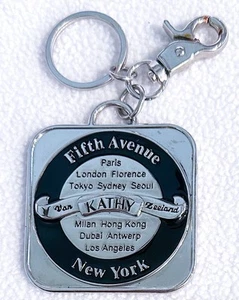 Fifth Avenue
Paris
London Florence
Tokyo Sydney Seoul
Van KATHY Zeeland
Milan Hong Kong
Dubai Antwerp
Los Angeles
New York